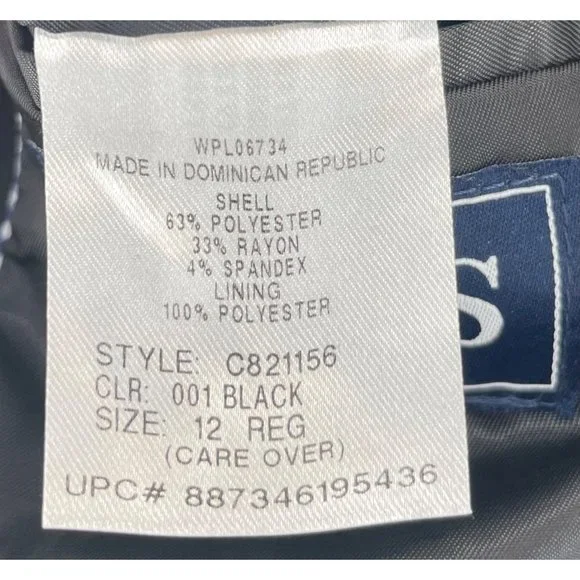 WPL06734
MADE IN DOMINICAN REPUBLIC
SHELL
63% POLYESTER
33% RAYON
4% SPANDEX
LINING
100% POLYESTER
STYLE: C821156
CLR: 001 BLACK
SIZE: 12 REG
(CARE OVER)
UPC# 887346195436
S